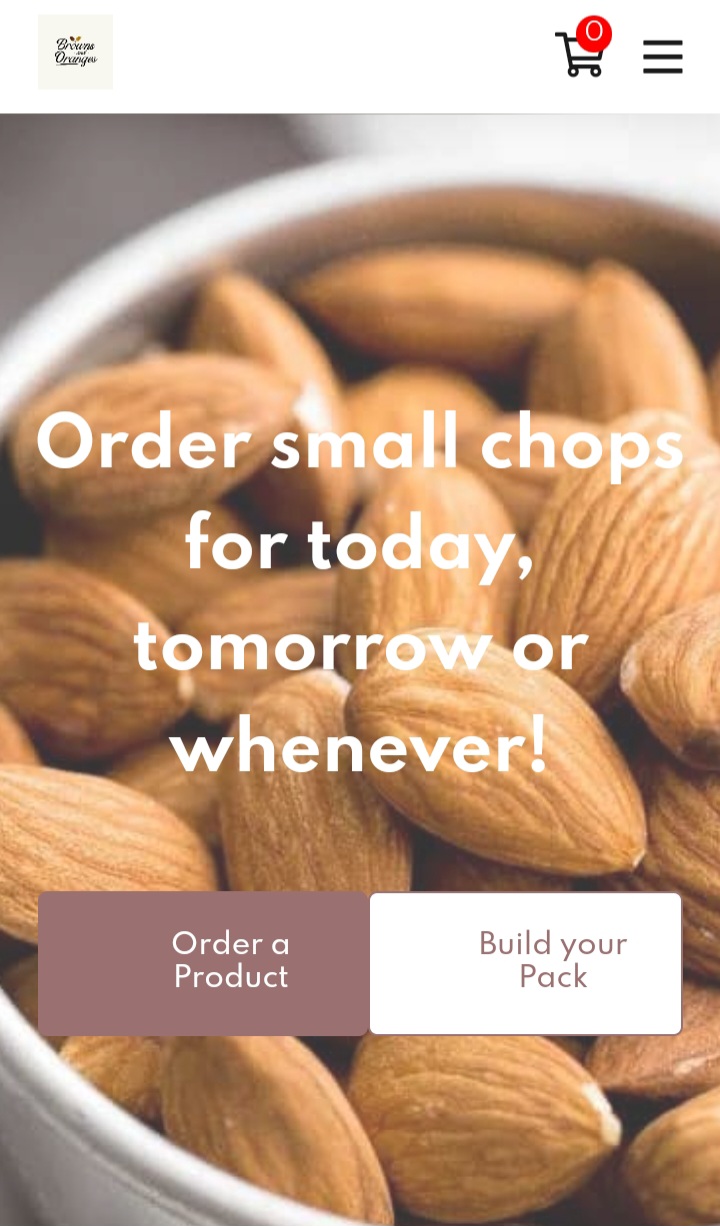 Browns
and
Oranges
0
Order small chops
for today,
tomorrow or
whenever!
Order a
Product
Build your
Pack